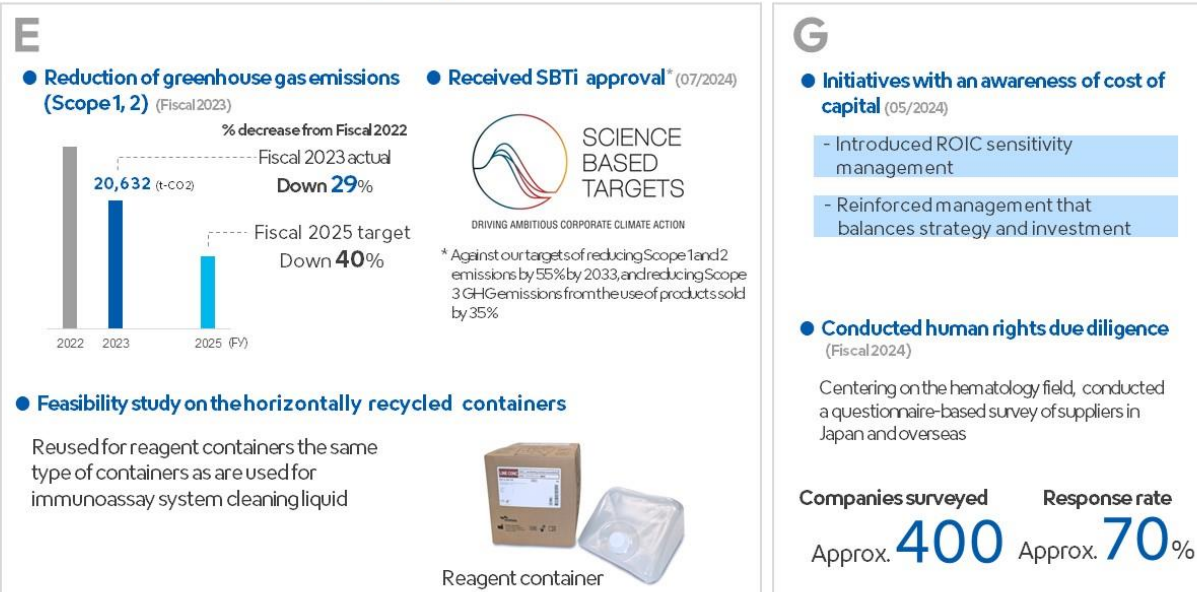 E
● Reduction of greenhouse gas emissions
(Scope 1, 2) (Fiscal 2023)
% decrease from Fiscal 2022
Fiscal 2023 actual
Down 29%
20,632 (t-CO2)
Fiscal 2025 target
Down 40%
2022 2023 2025 (FY)
● Received SBTi approval* (07/2024)
SCIENCE
BASED
TARGETS
DRIVING AMBITIOUS CORPORATE CLIMATE ACTION
* Against our targets of reducing Scope 1 and 2
emissions by 55% by 2033, and reducing Scope
3 GHG emissions from the use of products sold
by 35%
● Feasibility study on the horizontally recycled containers
Reused for reagent containers the same
type of containers as are used for
immunoassay system cleaning liquid
Reagent container
G
● Initiatives with an awareness of cost of
capital (05/2024)
- Introduced ROIC sensitivity
management
- Reinforced management that
balances strategy and investment
● Conducted human rights due diligence
(Fiscal 2024)
Centering on the hematology field, conducted
a questionnaire-based survey of suppliers in
Japan and overseas
Companies surveyed
Approx. 400
Response rate
Approx. 70%